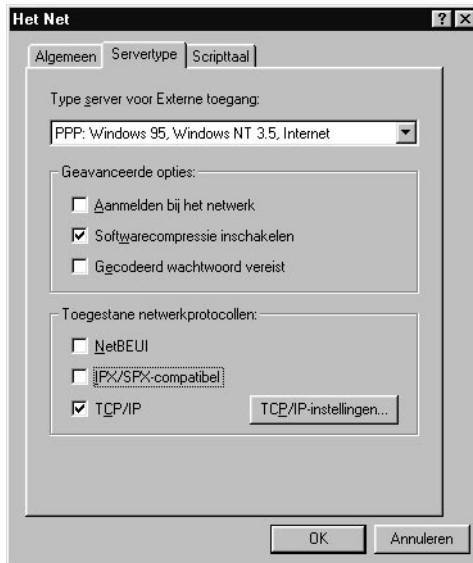 Het Net
Algemeen Servertype Scripttaal
Type server voor Externe toegang:
PPP: Windows 95, Windows NT 3.5, Internet
Geavanceerde opties:
Aanmelden bij het netwerk
Softwarecompressie inschakelen
Gecodeerd wachtwoord vereist
Toegestane netwerkprotocollen:
NetBEUI
IPX/SPX-compatibel
TCP/IP TCP/IP-instellingen...
OK Annuleren